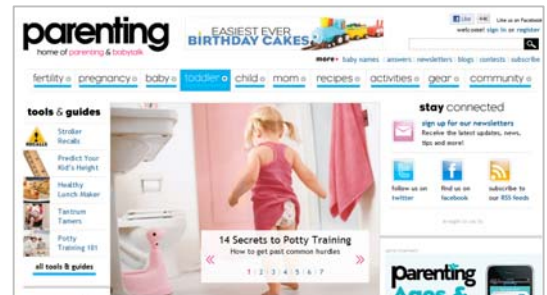 parenting
home of parenting & babytalk
EASIEST EVER
BIRTHDAY CAKES
Like
Like us on Facebook
welcome! sign in or register
more baby names | answers | newsletters | blogs | contests | subscribe
fertility pregnancy baby toddler child mom recipes activities gear community
tools & guides
RECALLS
Stroller
Recalls
Predict Your
Kid's Height
Healthy
Lunch Maker
Tantrum
Tamers
Potty
Training 101
all tools & guides
14 Secrets to Potty Training
How to get past common hurdles
« 1 | 2 | 3 | 4 | 5 | 6 | 7 »
stay connected
sign up for our newsletters
Receive the latest updates, news,
tips and more!
follow us on
twitter
find us on
facebook
subscribe to
our RSS feeds
parenting
Ages &